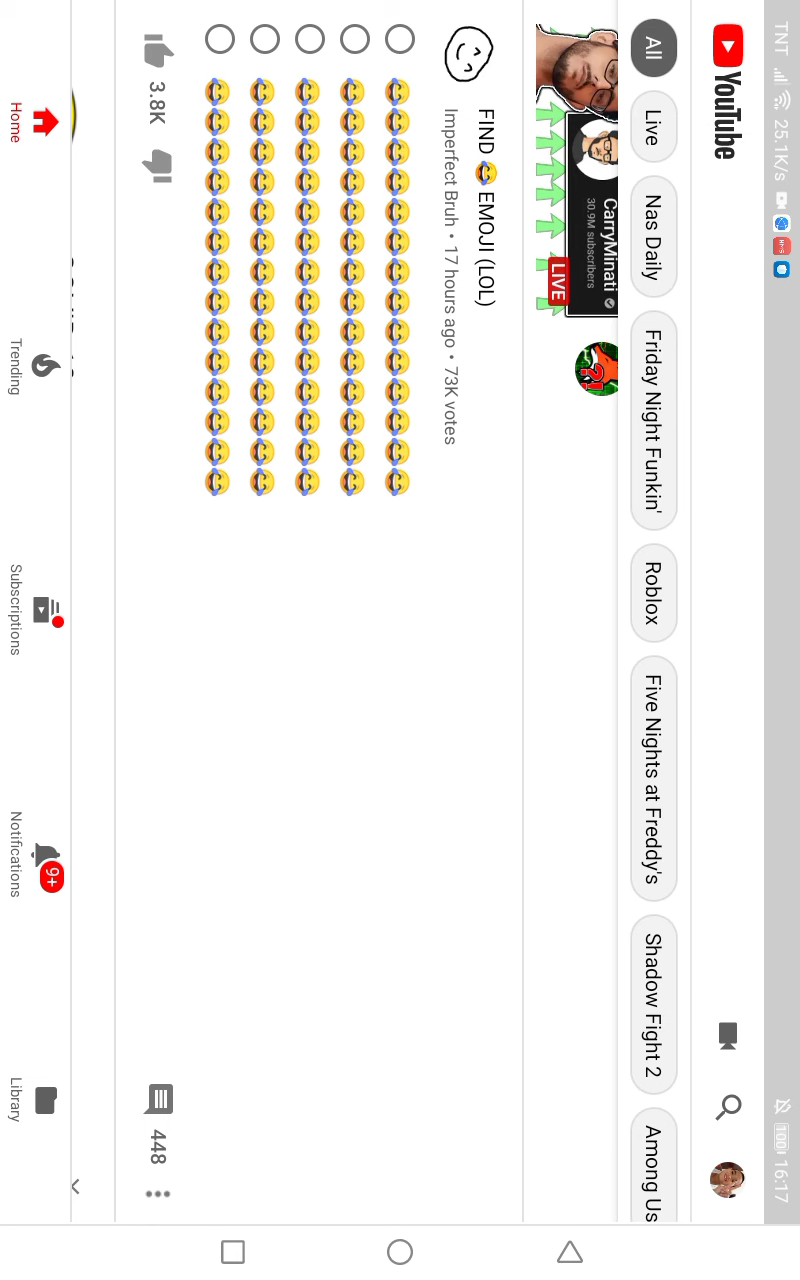 TNT 25.1K/s 100 16:17
YouTube
All Live Nas Daily Friday Night Funkin' Roblox Five Nights at Freddy's Shadow Fight 2 Among Us
CarryMinati
30.9M subscribers
LIVE
FIND 😂 EMOJI (LOL)
Imperfect Bruh • 17 hours ago • 73K votes
😂😂😂😂😂😂😂😂😂😂😂😂😂😂
😂😂😂😂😂😂😂😂😂😂😂😂😂😂
😂😂😂😂😂😂😂😂😂😂😂😂😂😂
😂😂😂😂😂😂😂😂😂😂😂😂😂😂
😂😂😂😂😂😂😂😂😂😂😂😂😂😂
3.8K 448
9+
Home Trending Subscriptions Notifications Library